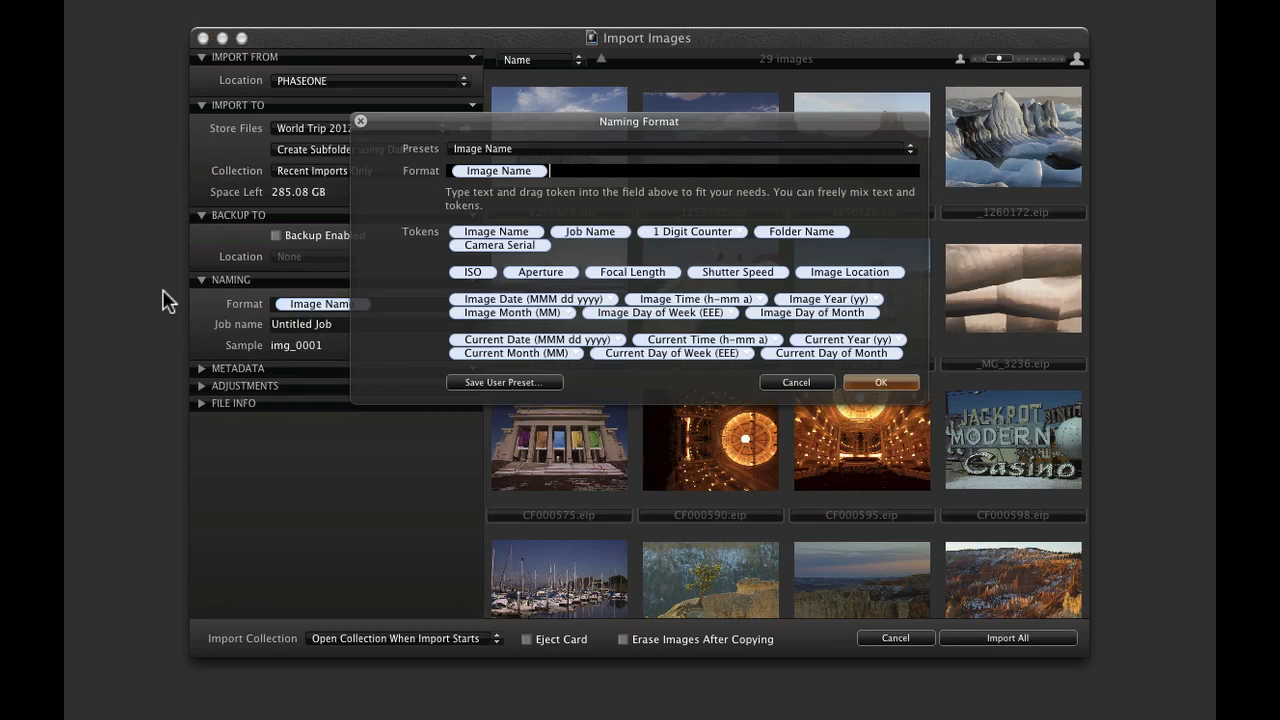 Import Images
IMPORT FROM
Location PHASEONE
IMPORT TO
Store Files World Trip 2012
Create Subfolder using Da
Collection Recent Imports Only
Space Left 285.08 GB
BACKUP TO
Backup Enabled
Location None
NAMING
Format Image Name
Job name Untitled Job
Sample img_0001
METADATA
ADJUSTMENTS
FILE INFO
Name
29 images
Naming Format
Presets Image Name
Format Image Name
Type text and drag token into the field above to fit your needs. You can freely mix text and
tokens.
Tokens Image Name Job Name 1 Digit Counter Folder Name
Camera Serial
ISO Aperture Focal Length Shutter Speed Image Location
Image Date (MMM dd yyyy) Image Time (h-mm a) Image Year (yy)
Image Month (MM) Image Day of Week (EEE) Image Day of Month
Current Date (MMM dd yyyy) Current Time (h-mm a) Current Year (yy)
Current Month (MM) Current Day of Week (EEE) Current Day of Month
Save User Preset... Cancel OK
_1260172.eip
_MG_3236.eip
JACKPOT
MODERN
Casino
CF000575.eip CF000590.eip CF000595.eip CF000598.eip
Import Collection Open Collection When Import Starts Eject Card Erase Images After Copying Cancel Import All